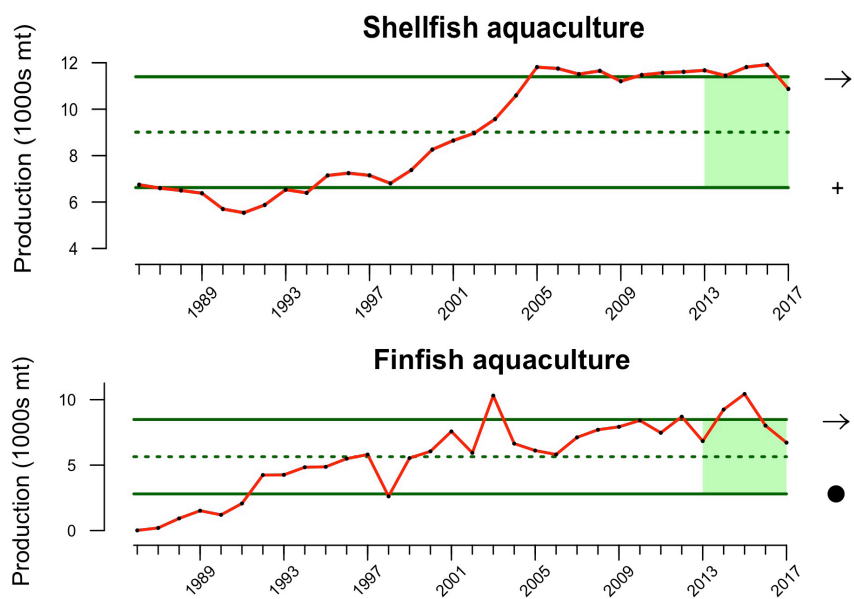 Shellfish aquaculture
Production (1000s mt)
12
10
8
6
4
→
+
1989 1993 1997 2001 2005 2009 2013 2017
Finfish aquaculture
Production (1000s mt)
10
5
0
→
●
1989 1993 1997 2001 2005 2009 2013 2017